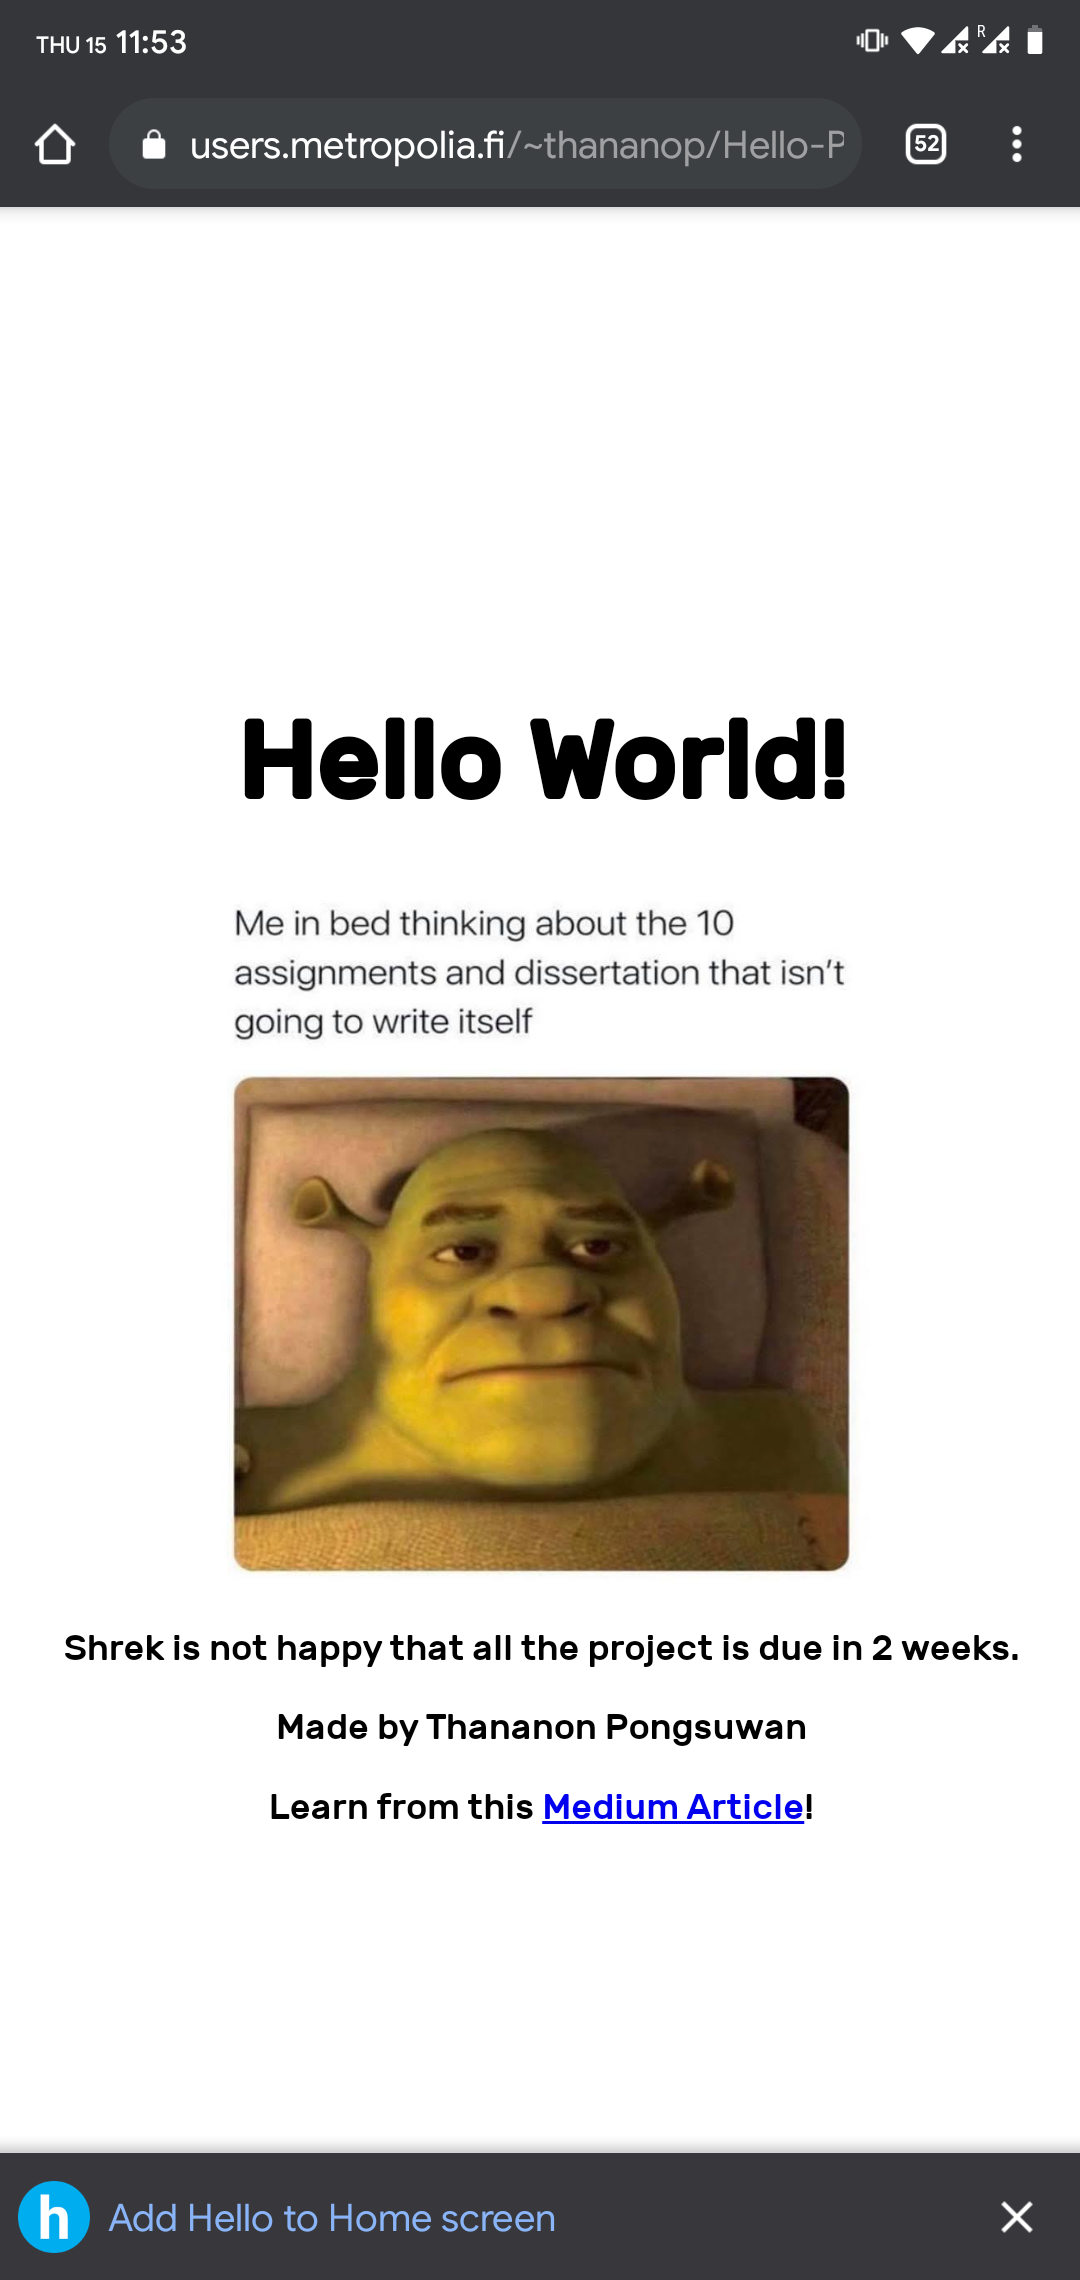 THU 15 11:53
R
users.metropolia.fi/~thananop/Hello-P
52
Hello World!
Me in bed thinking about the 10
assignments and dissertation that isn't
going to write itself
Shrek is not happy that all the project is due in 2 weeks.
Made by Thananon Pongsuwan
Learn from this Medium Article!
h Add Hello to Home screen